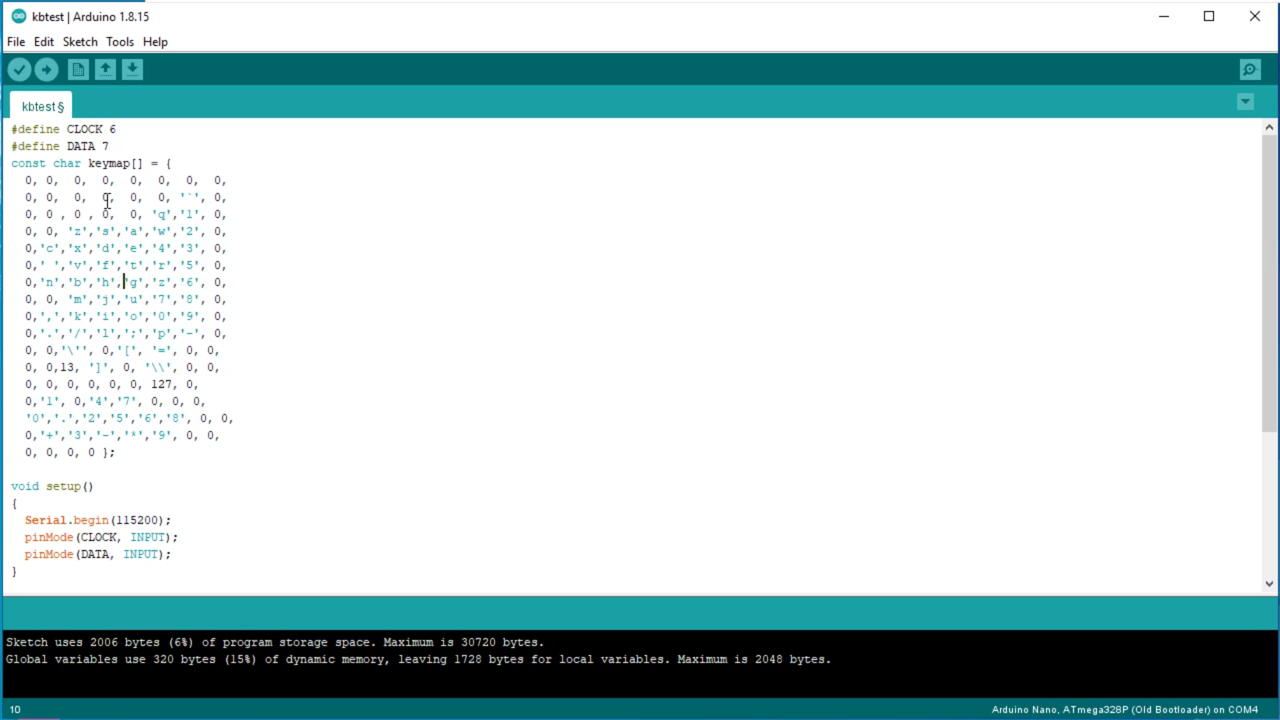 kbtest | Arduino 1.8.15
File Edit Sketch Tools Help
kbtest §
#define CLOCK 6
#define DATA 7
const char keymap[] = {
  0, 0,  0,  0,  0,  0,  0,  0,
  0, 0,  0,  0,  0,  0, '`', 0,
  0, 0 , 0 , 0,  0, 'q','1', 0,
  0, 0, 'z','s','a','w','2', 0,
  0,'c','x','d','e','4','3', 0,
  0,' ','v','f','t','r','5', 0,
  0,'n','b','h','g','z','6', 0,
  0, 0, 'm','j','u','7','8', 0,
  0,',','k','i','o','0','9', 0,
  0,'.','/','l',';','p','-', 0,
  0, 0,'\'', 0,'[', '=', 0, 0,
  0, 0,13, ']', 0, '\\', 0, 0,
  0, 0, 0, 0, 0, 0, 127, 0,
  0,'1', 0,'4','7', 0, 0, 0,
  '0','.','2','5','6','8', 0, 0,
  0,'+','3','-','*','9', 0, 0,
  0, 0, 0, 0 };
void setup()
{
  Serial.begin(115200);
  pinMode(CLOCK, INPUT);
  pinMode(DATA, INPUT);
}
Sketch uses 2006 bytes (6%) of program storage space. Maximum is 30720 bytes.
Global variables use 320 bytes (15%) of dynamic memory, leaving 1728 bytes for local variables. Maximum is 2048 bytes.
10
Arduino Nano, ATmega328P (Old Bootloader) on COM4